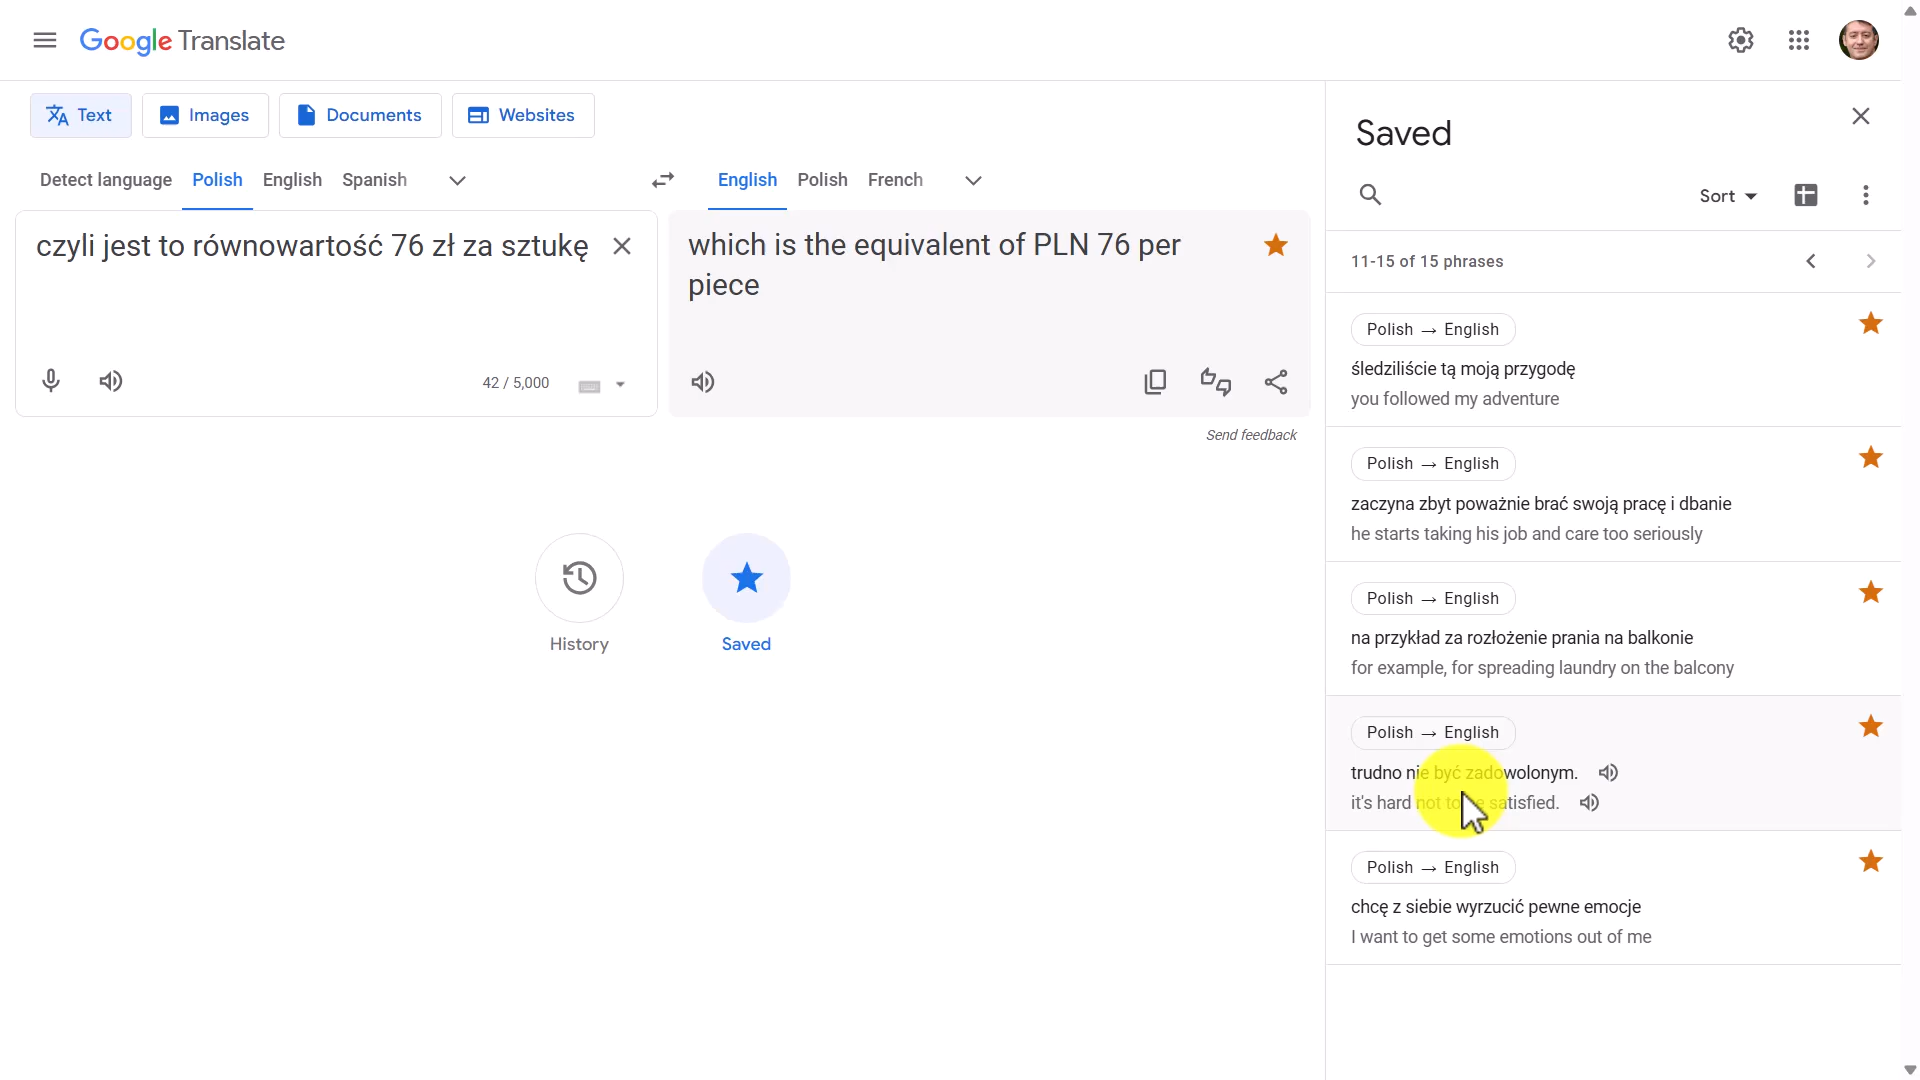 Google Translate
Text
Images
Documents
Websites
Detect language
Polish
English
Spanish
English
Polish
French
czyli jest to równowartość 76 zł za sztukę
42 / 5,000
which is the equivalent of PLN 76 per
piece
Send feedback
History
Saved
Saved
Sort
11-15 of 15 phrases
Polish → English
śledziliście tą moją przygodę
you followed my adventure
Polish → English
zaczyna zbyt poważnie brać swoją pracę i dbanie
he starts taking his job and care too seriously
Polish → English
na przykład za rozłożenie prania na balkonie
for example, for spreading laundry on the balcony
Polish → English
trudno nie być zadowolonym.
it's hard not to be satisfied.
Polish → English
chcę z siebie wyrzucić pewne emocje
I want to get some emotions out of me